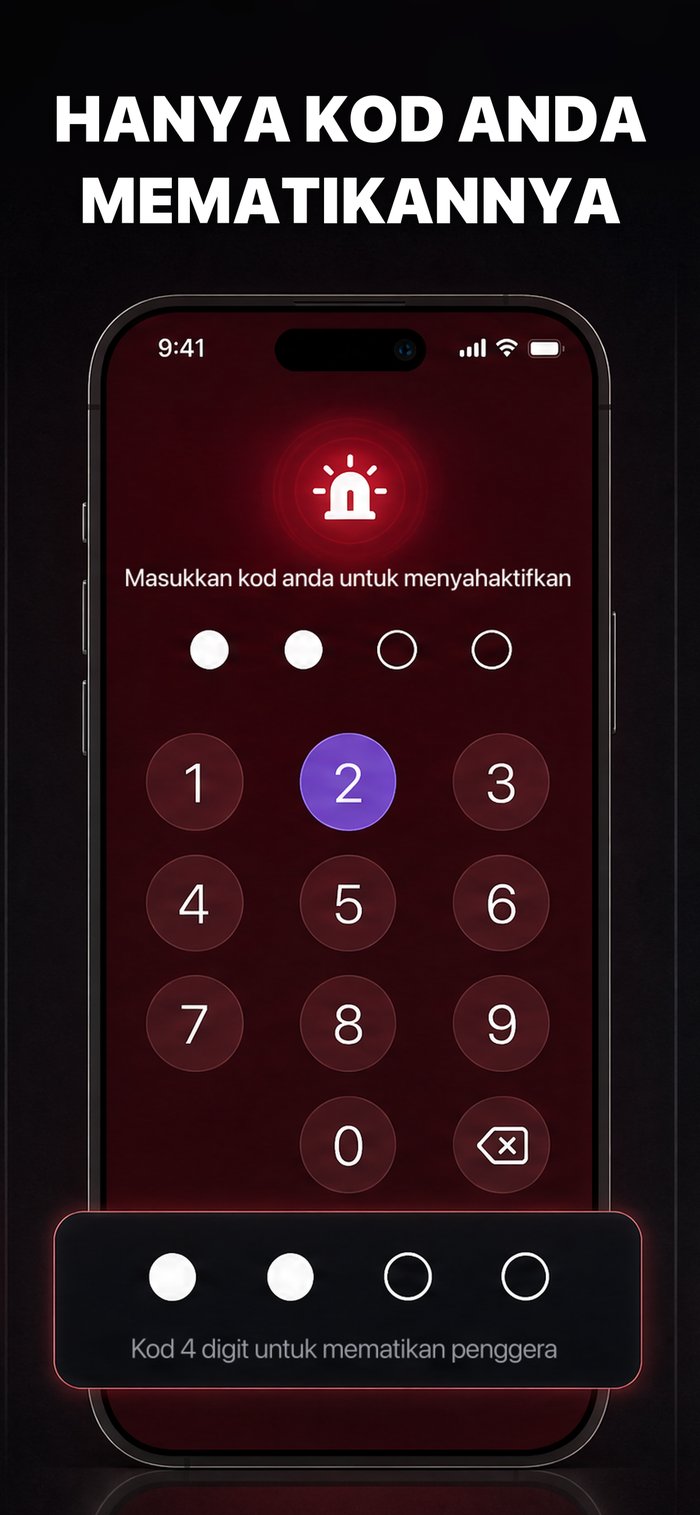 HANYA KOD ANDA
MEMATIKANNYA
9:41
Masukkan kod anda untuk menyahaktifkan
1 2 3
4 5 6
7 8 9
0
Kod 4 digit untuk mematikan penggera